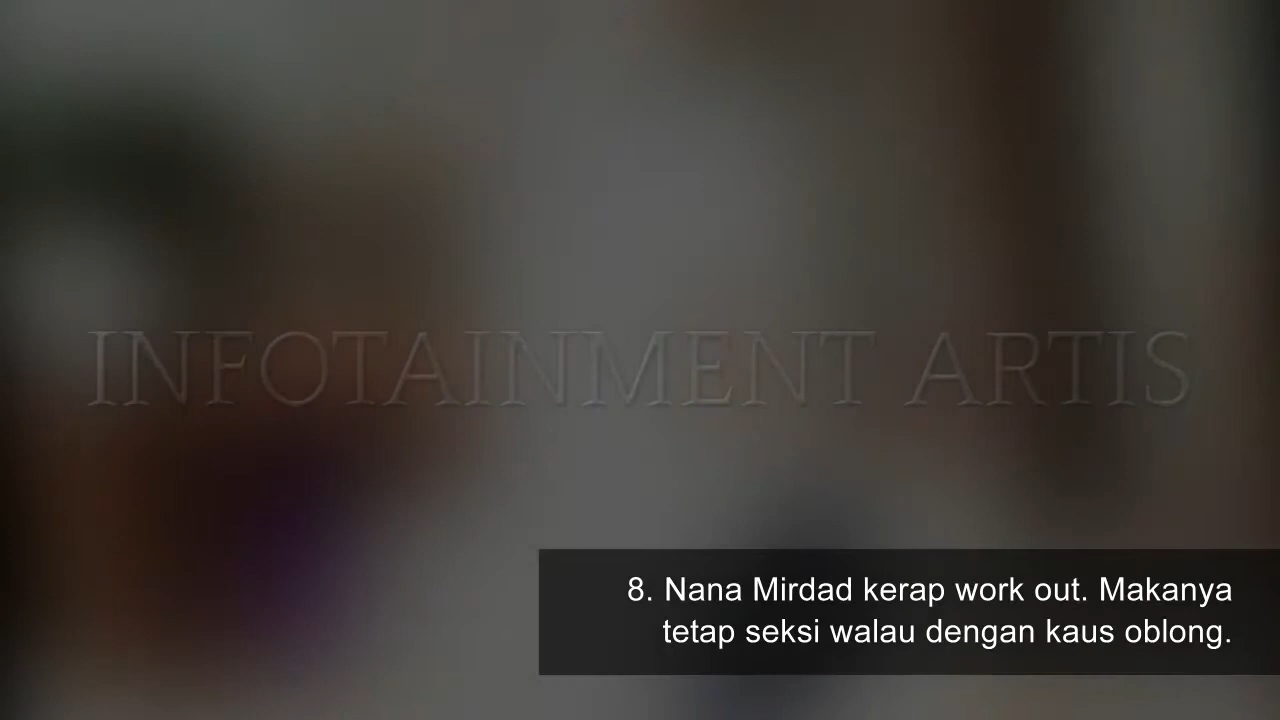 INFOTAINMENT ARTIS
8. Nana Mirdad kerap work out. Makanya
tetap seksi walau dengan kaus oblong.